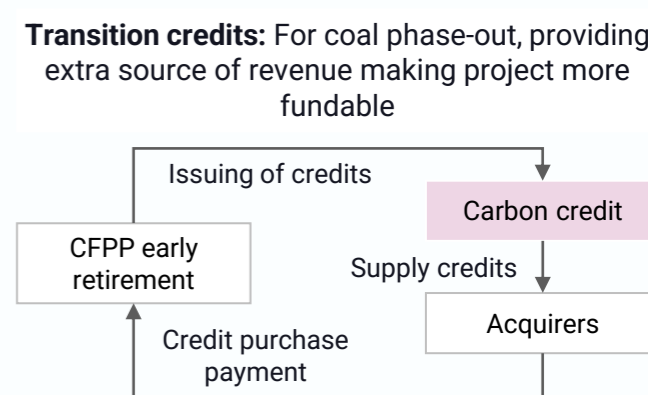 Transition credits: For coal phase-out, providing
extra source of revenue making project more
fundable
Issuing of credits
Carbon credit
CFPP early
retirement
Supply credits
Acquirers
Credit purchase
payment